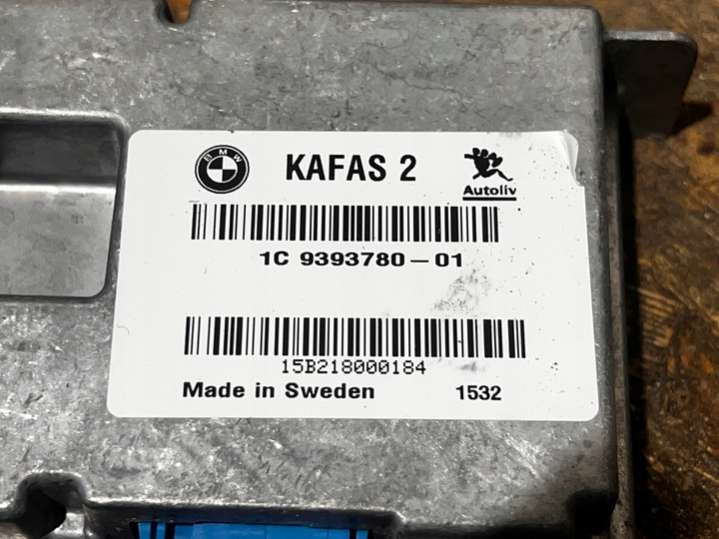 BMW
KAFAS 2
Autoliv
1C 9393780-01
15B218000184
Made in Sweden 1532